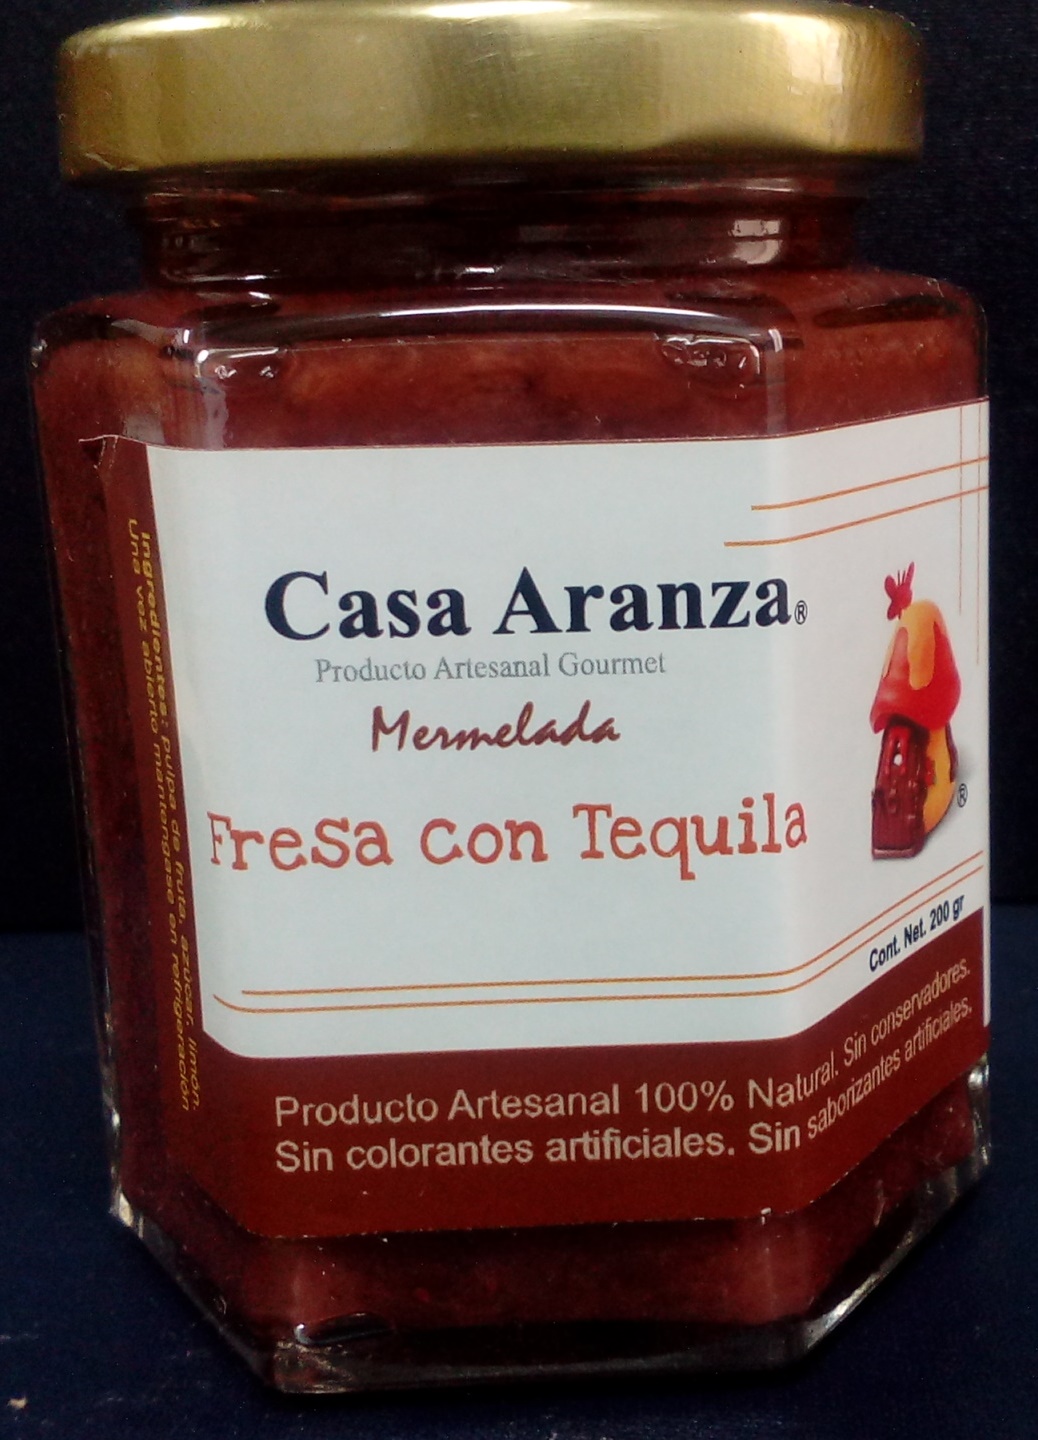 Casa Aranza®
Producto Artesanal Gourmet
Mermelada
Fresa con Tequila
®
Cont. Net. 200 gr
Producto Artesanal 100% Natural. Sin conservadores.
Sin colorantes artificiales. Sin saborizantes artificiales.
Ingredientes: pulpa de fruta, azúcar, limón.
Una vez abierto mantengase en refrigeración